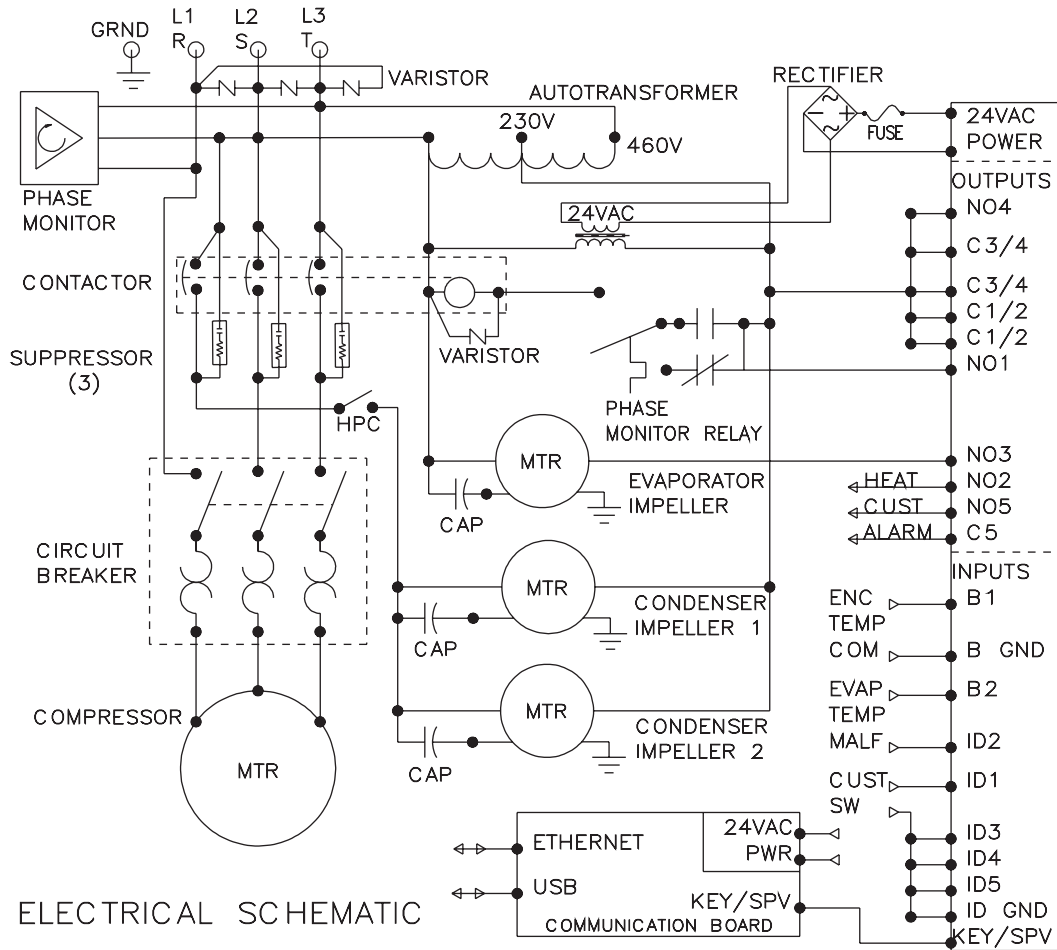 GRND
L1
R
L2
S
L3
T
VARISTOR
RECTIFIER
AUTOTRANSFORMER
230V
460V
FUSE
24VAC
POWER
PHASE
MONITOR
OUTPUTS
24VAC
NO4
C3/4
C3/4
C1/2
C1/2
NO1
CONTACTOR
VARISTOR
SUPPRESSOR
(3)
HPC
PHASE
MONITOR RELAY
MTR
EVAPORATOR
IMPELLER
CAP
NO3
HEAT
NO2
CUST
NO5
ALARM
C5
CIRCUIT
BREAKER
INPUTS
MTR
CONDENSER
IMPELLER 1
CAP
ENC
TEMP
B1
COM
B GND
EVAP
TEMP
B2
COMPRESSOR
MTR
MTR
CONDENSER
IMPELLER 2
CAP
MALF
ID2
CUST
SW
ID1
ID3
ID4
ID5
ID GND
KEY/SPV
ETHERNET
USB
24VAC
PWR
KEY/SPV
COMMUNICATION BOARD
ELECTRICAL SCHEMATIC